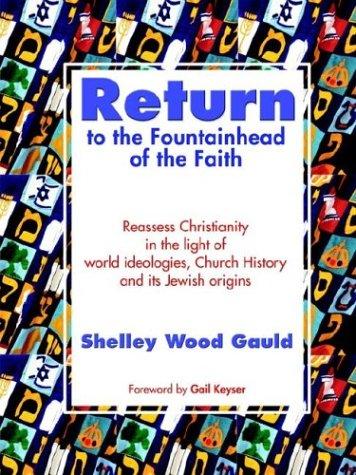 Return
to the Fountainhead
of the Faith
Reassess Christianity
in the light of
world ideologies, Church History
and its Jewish origins
Shelley Wood Gauld
Foreword by Gail Keyser